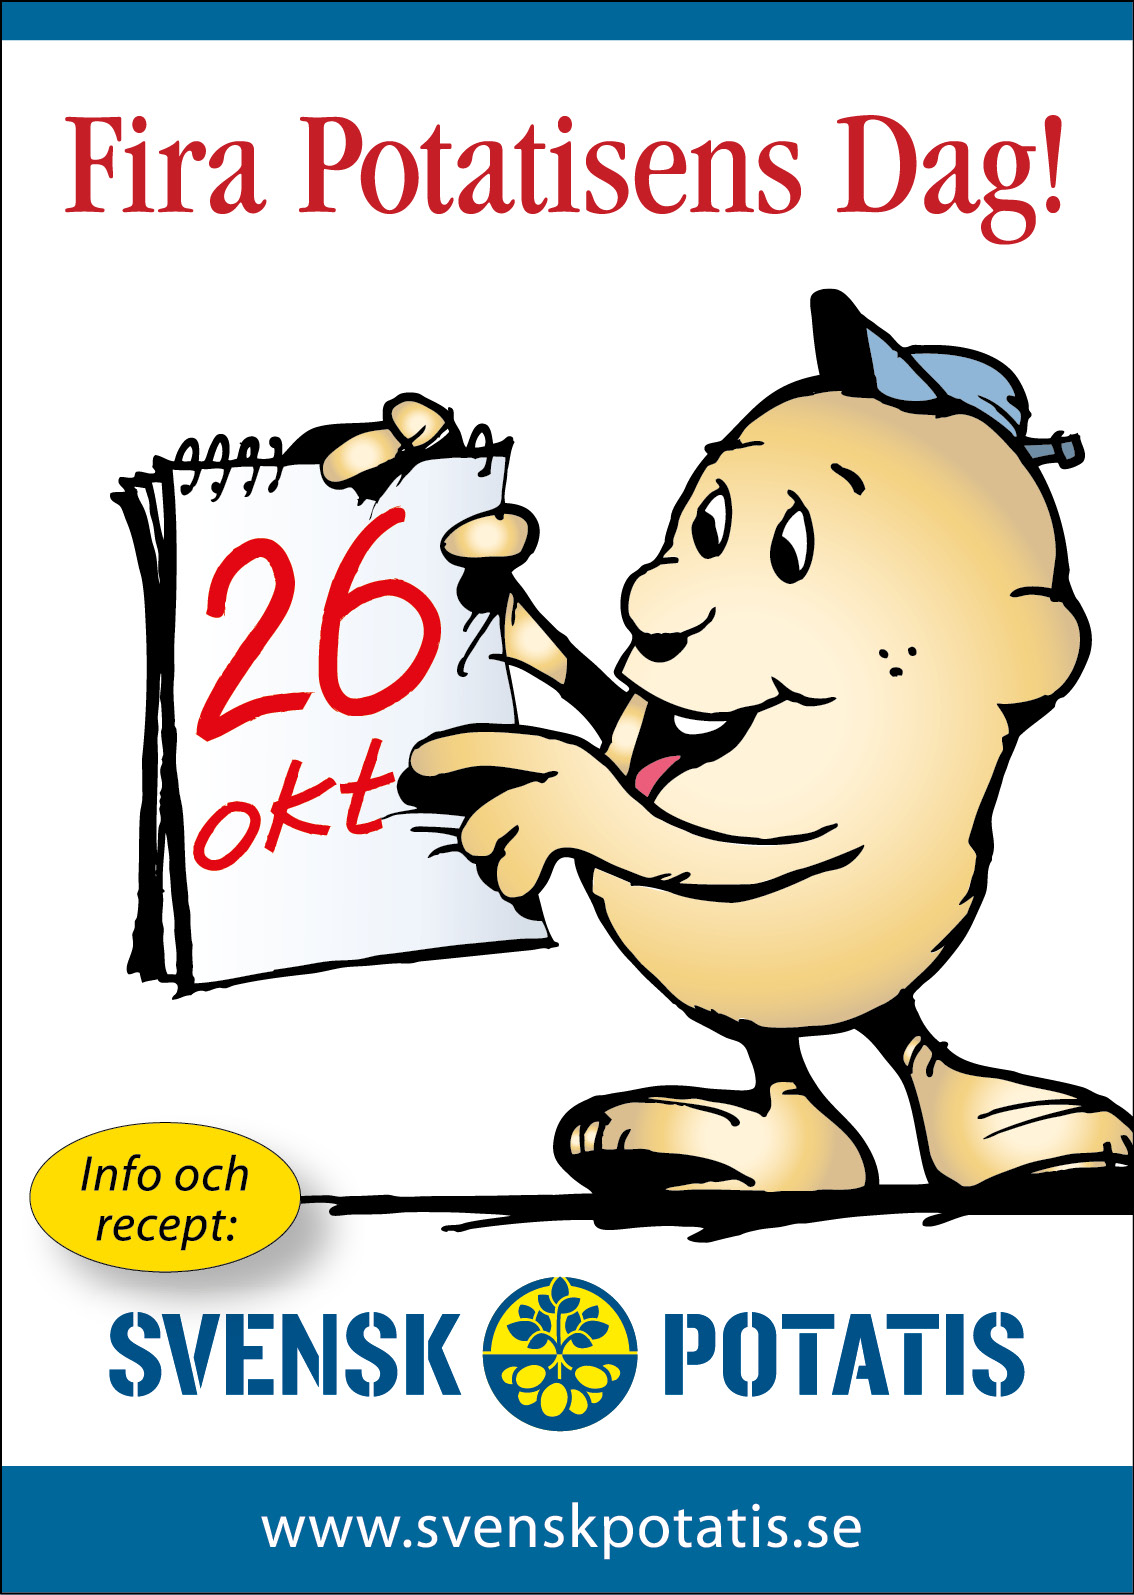 Fira Potatisens Dag!
26
okt
Info och
recept:
SVENSK POTATIS
www.svenskpotatis.se